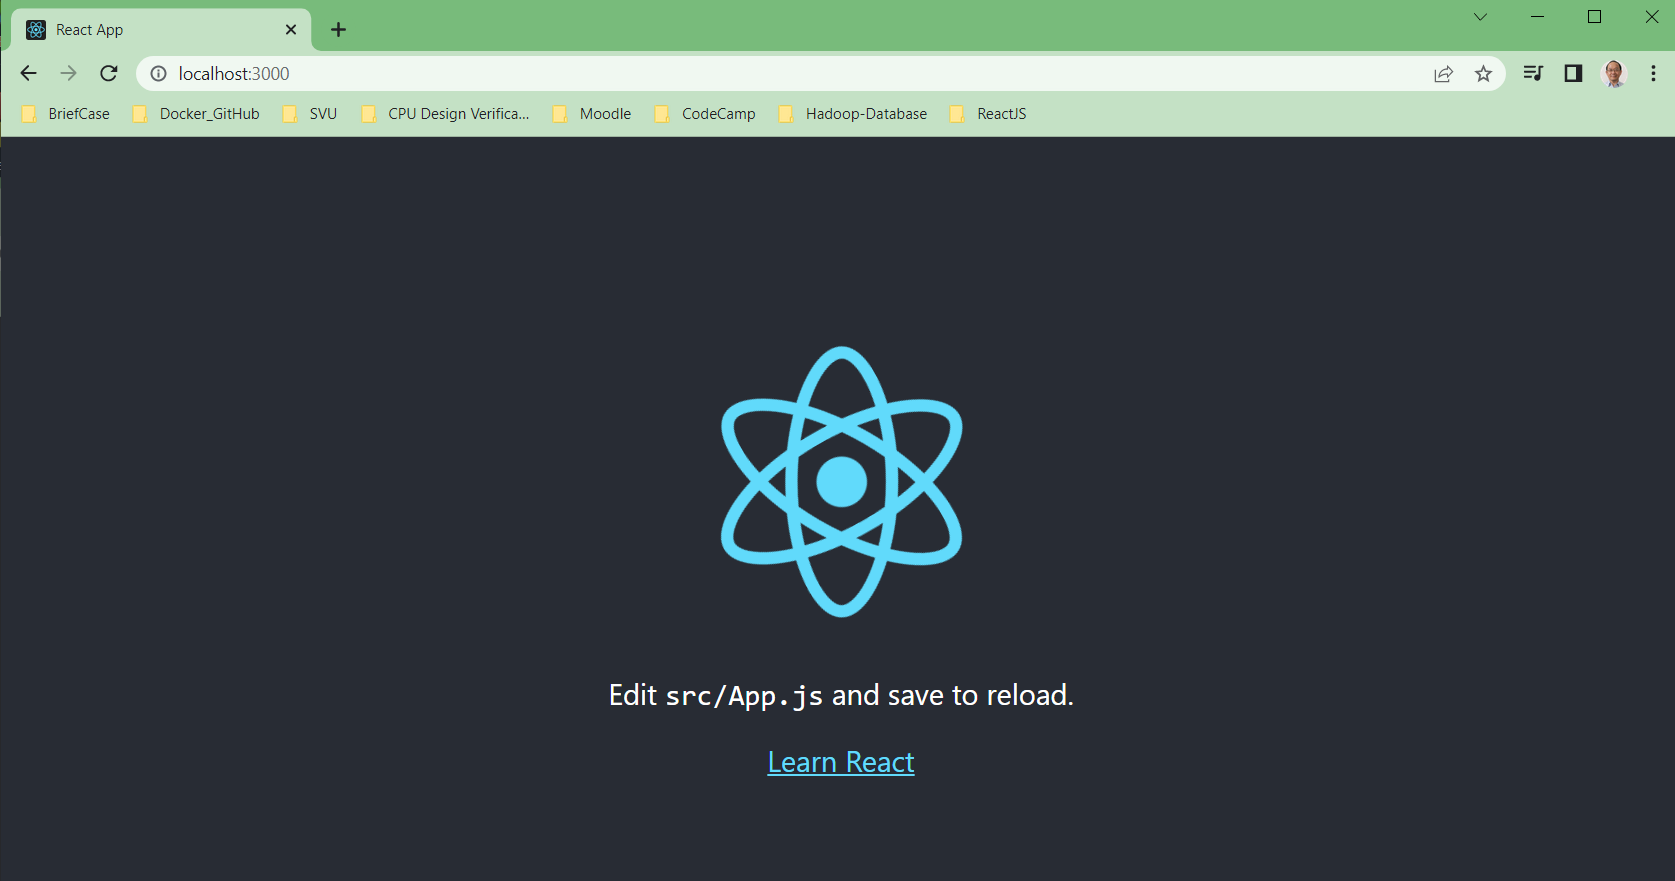 React App
localhost:3000
BriefCase Docker_GitHub SVU CPU Design Verifica... Moodle CodeCamp Hadoop-Database ReactJS
Edit src/App.js and save to reload.
Learn React